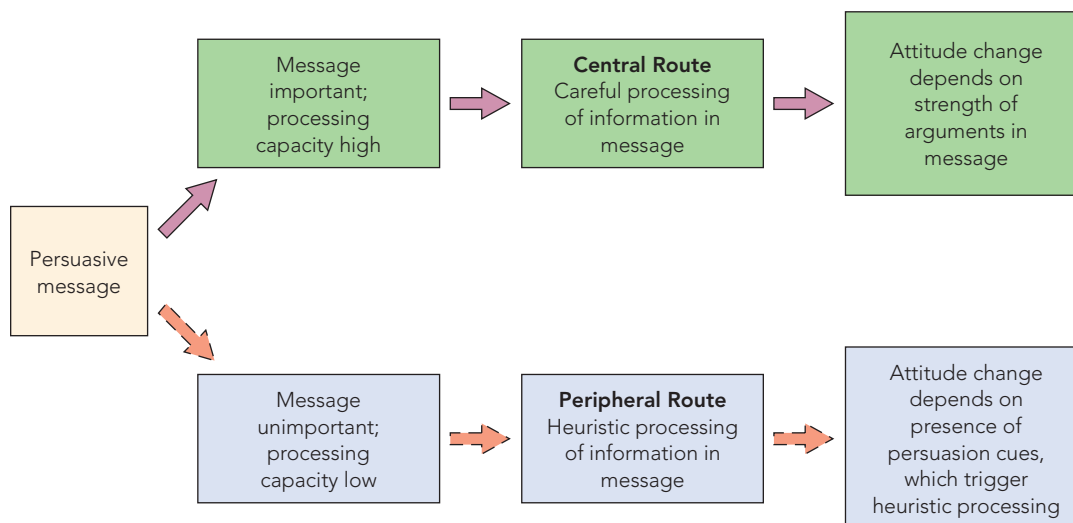 Persuasive
message
Message
important;
processing
capacity high
Central Route
Careful processing
of information in
message
Attitude change
depends on
strength of
arguments in
message
Message
unimportant;
processing
capacity low
Peripheral Route
Heuristic processing
of information in
message
Attitude change
depends on
presence of
persuasion cues,
which trigger
heuristic processing